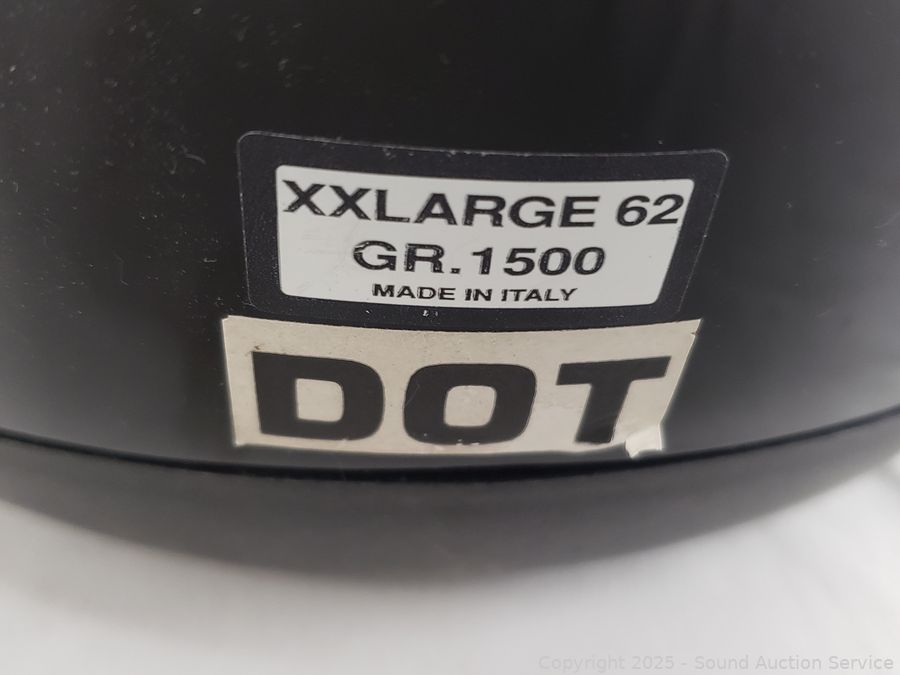 XXLARGE 62
GR.1500
MADE IN ITALY
DOT
Copyright 2025 - Sound Auction Service